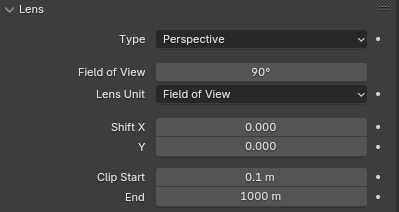 Lens
Type Perspective
Field of View 90°
Lens Unit Field of View
Shift X 0.000
Y 0.000
Clip Start 0.1 m
End 1000 m